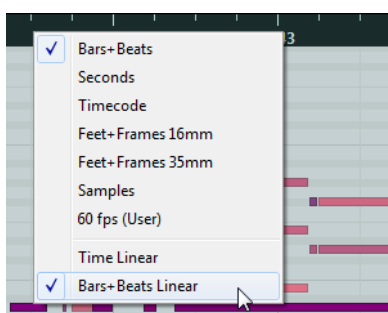 Bars+Beats
Seconds
Timecode
Feet+Frames 16mm
Feet+Frames 35mm
Samples
60 fps (User)
Time Linear
Bars+Beats Linear